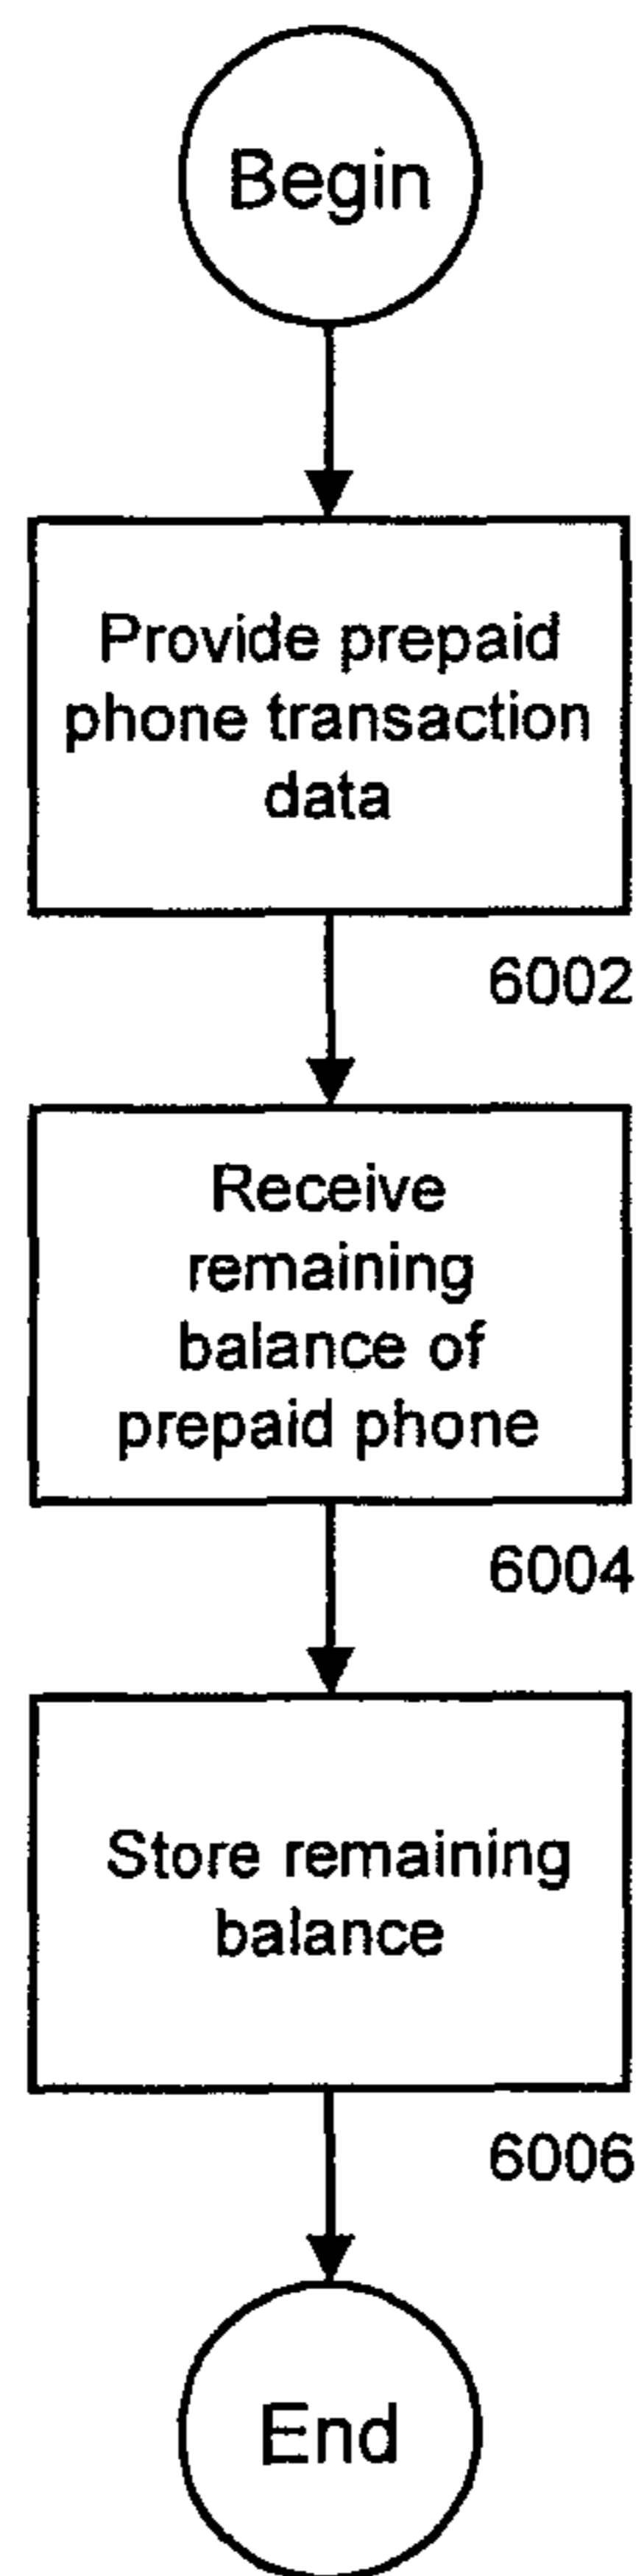 Begin
Provide prepaid
phone transaction
data
6002
Receive
remaining
balance of
prepaid phone
6004
Store remaining
balance
6006
End